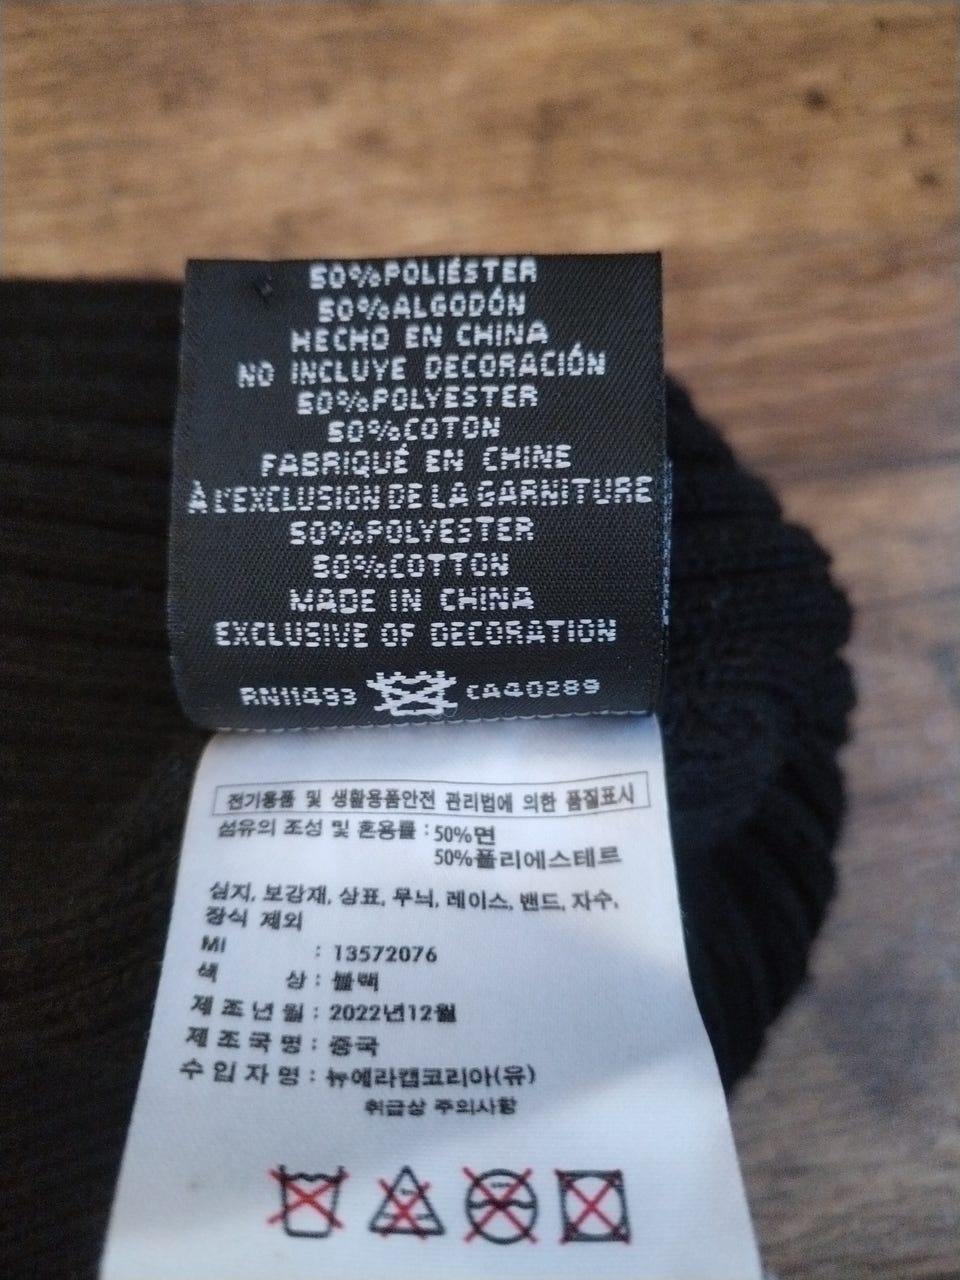 50%POLIÉSTER
50%ALGODÓN
HECHO EN CHINA
NO INCLUYE DECORACIÓN
50%POLYESTER
50%COTON
FABRIQUÉ EN CHINE
À L'EXCLUSION DE LA GARNITURE
50%POLYESTER
50%COTTON
MADE IN CHINA
EXCLUSIVE OF DECORATION
RN11493 CA40289
전기용품 및 생활용품안전 관리법에 의한 품질표시
섬유의 조성 및 혼용률 : 50%면
50%폴리에스테르
심지, 보강재, 상표, 무늬, 레이스, 밴드, 자수,
장식 제외
MI : 13572076
색 상 : 블랙
제 조 년 월 : 2022년12월
제 조 국 명 : 중국
수 입 자 명 : 뉴에라캡코리아(유)
취급상 주의사항